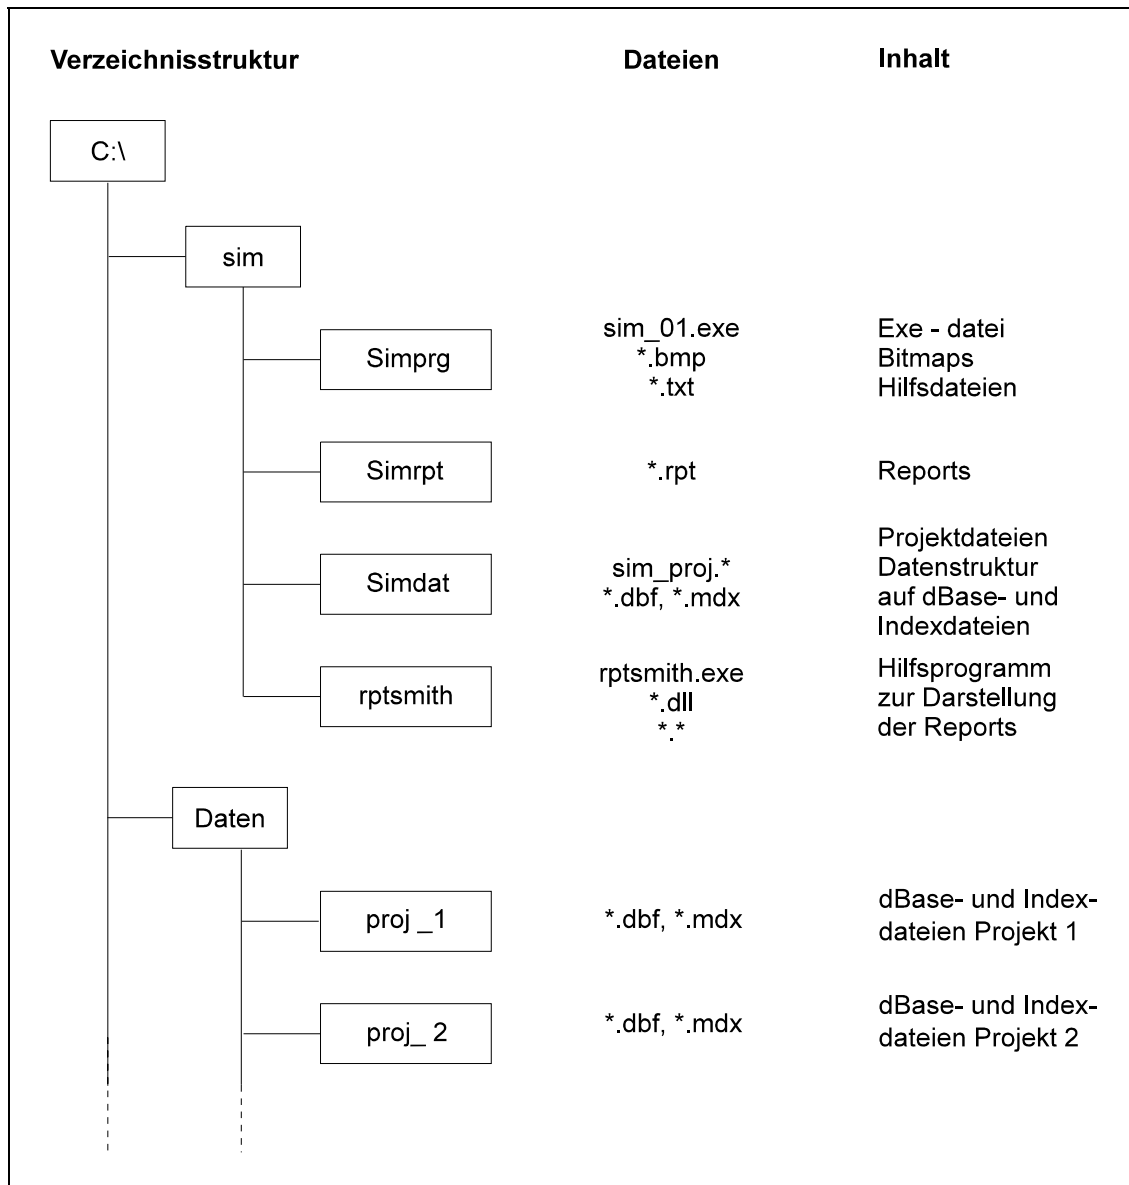 Verzeichnisstruktur Dateien Inhalt
C:\
sim
Simprg
sim_01.exe
*.bmp
*.txt
Exe - datei
Bitmaps
Hilfsdateien
Simrpt
*.rpt
Reports
Simdat
sim_proj.*
*.dbf, *.mdx
Projektdateien
Datenstruktur
auf dBase- und
Indexdateien
rptsmith
rptsmith.exe
*.dll
*.*
Hilfsprogramm
zur Darstellung
der Reports
Daten
proj _1
*.dbf, *.mdx
dBase- und Index-
dateien Projekt 1
proj_ 2
*.dbf, *.mdx
dBase- und Index-
dateien Projekt 2